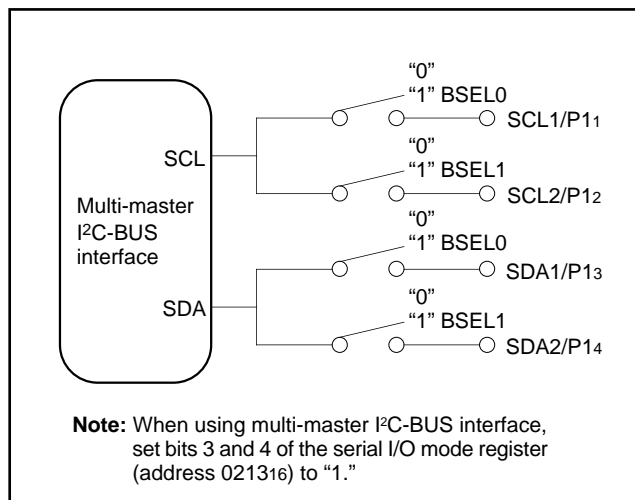 “0”
“1” BSEL0
SCL1/P11
SCL
“0”
“1” BSEL1
SCL2/P12
Multi-master
I2C-BUS
interface
“0”
“1” BSEL0
SDA1/P13
SDA
“0”
“1” BSEL1
SDA2/P14
Note: When using multi-master I2C-BUS interface,
set bits 3 and 4 of the serial I/O mode register
(address 021316) to “1.”